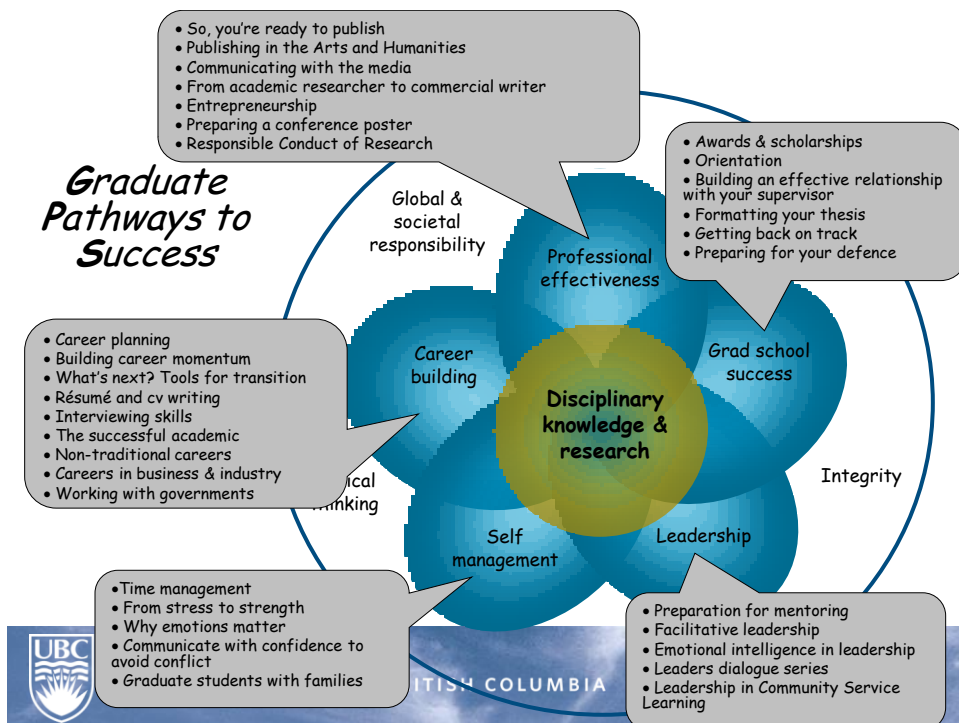 • So, you're ready to publish
• Publishing in the Arts and Humanities
• Communicating with the media
• From academic researcher to commercial writer
• Entrepreneurship
• Preparing a conference poster
• Responsible Conduct of Research
Graduate
Pathways to
Success
Global &
societal
responsibility
• Awards & scholarships
• Orientation
• Building an effective relationship
with your supervisor
• Formatting your thesis
• Getting back on track
• Preparing for your defence
Professional
effectiveness
• Career planning
• Building career momentum
• What's next? Tools for transition
• Résumé and cv writing
• Interviewing skills
• The successful academic
• Non-traditional careers
• Careers in business & industry
• Working with governments
Career
building
Grad school
success
Disciplinary
knowledge &
research
Integrity
Self
management
Leadership
•Time management
• From stress to strength
• Why emotions matter
• Communicate with confidence to
avoid conflict
• Graduate students with families
• Preparation for mentoring
• Facilitative leadership
• Emotional intelligence in leadership
• Leaders dialogue series
• Leadership in Community Service
Learning
UBC
COLUMBIA